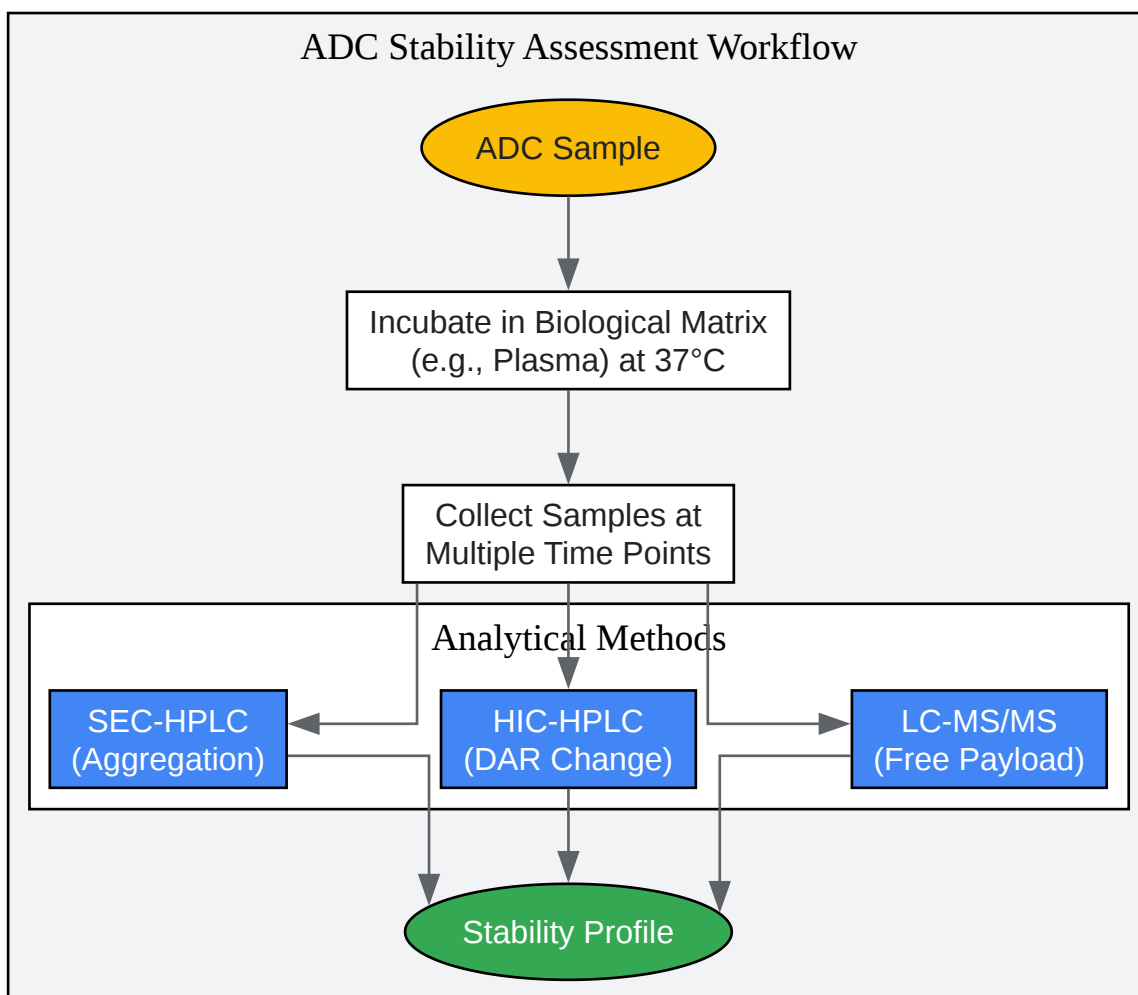 ADC Stability Assessment Workflow
ADC Sample
Incubate in Biological Matrix
(e.g., Plasma) at 37°C
Collect Samples at
Multiple Time Points
Analytical Methods
SEC-HPLC
(Aggregation)
HIC-HPLC
(DAR Change)
LC-MS/MS
(Free Payload)
Stability Profile